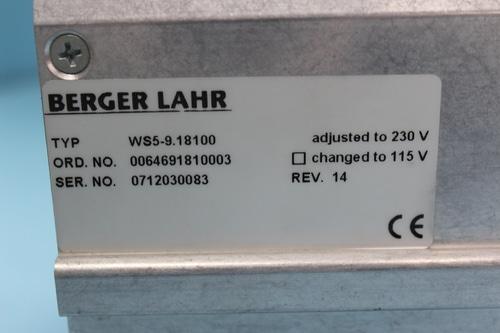 BERGER LAHR
TYP WS5-9.18100 adjusted to 230 V
ORD. NO. 0064691810003 ☐ changed to 115 V
SER. NO. 0712030083 REV. 14
CE